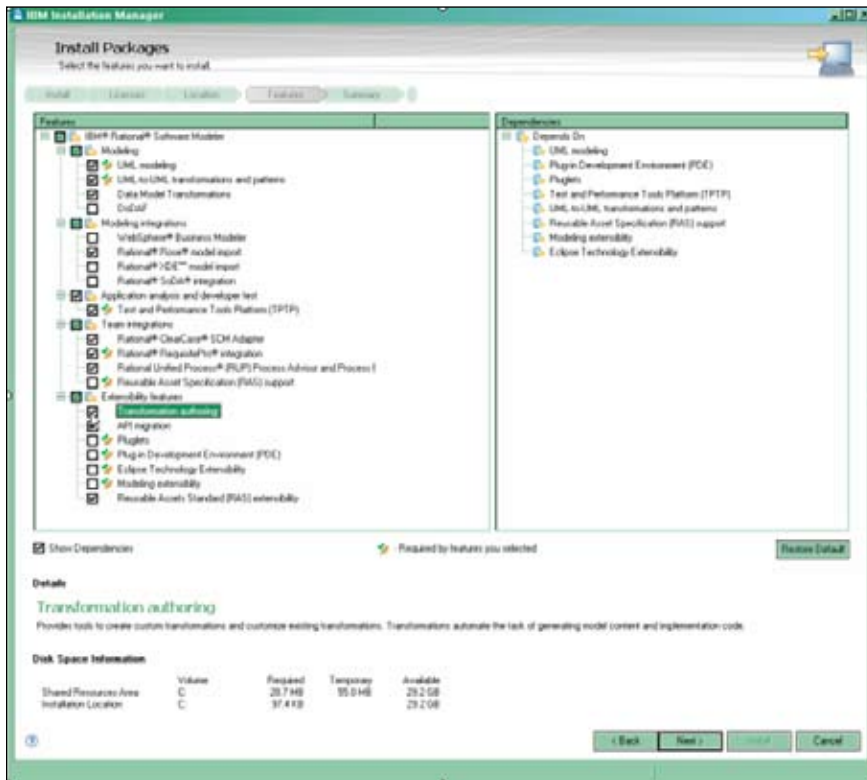 IBM Installation Manager
Install Packages
Select the features you want to install.
Install
Licenses
Location
Features
Summary
Features
IBM® Rational® Software Modeler
Modeling
UML modeling
UML-to-UML transformations and patterns
Data Model Transformations
DoDAF
Modeling integrations
WebSphere® Business Modeler
Rational® Rose® model import
Rational® XDE™ model import
Rational® SoDA® integration
Application analysis and developer test
Test and Performance Tools Platform (TPTP)
Team integrations
Rational® ClearCase® SCM Adapter
Rational® RequisitePro® integration
Rational Unified Process® (RUP) Process Advisor and Process I
Reusable Asset Specification (RAS) support
Extensibility features
Transformation authoring
API migration
Pluglets
Plug-in Development Environment (PDE)
Eclipse Technology Extensibility
Modeling extensibility
Reusable Assets Standard (RAS) extensibility
Dependencies
Depends On
UML modeling
Plug-in Development Environment (PDE)
Pluglets
Test and Performance Tools Platform (TPTP)
UML-to-UML transformations and patterns
Reusable Asset Specification (RAS) support
Modeling extensibility
Eclipse Technology Extensibility
Show Dependencies
- Required by features you selected
Restore Default
Details
Transformation authoring
Provides tools to create custom transformations and customize existing transformations. Transformations automate the task of generating model content and implementation code.
Disk Space Information
Volume Required Temporary Available
Shared Resources Area C: 28.7 MB 95.0 MB 29.2 GB
Installation Location C: 97.4 KB 29.2 GB
?
< Back
Next >
Install
Cancel